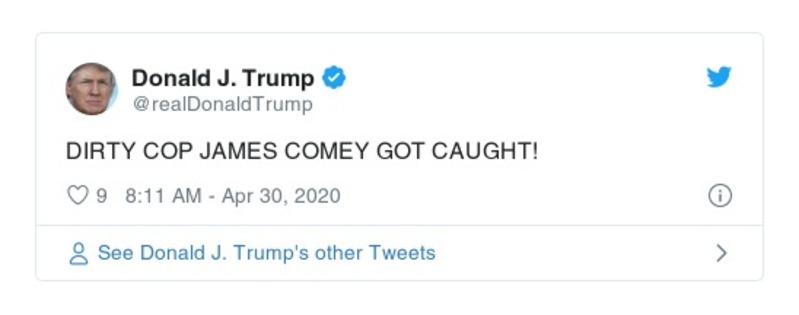 Donald J. Trump
@realDonaldTrump
DIRTY COP JAMES COMEY GOT CAUGHT!
9 8:11 AM - Apr 30, 2020
See Donald J. Trump's other Tweets